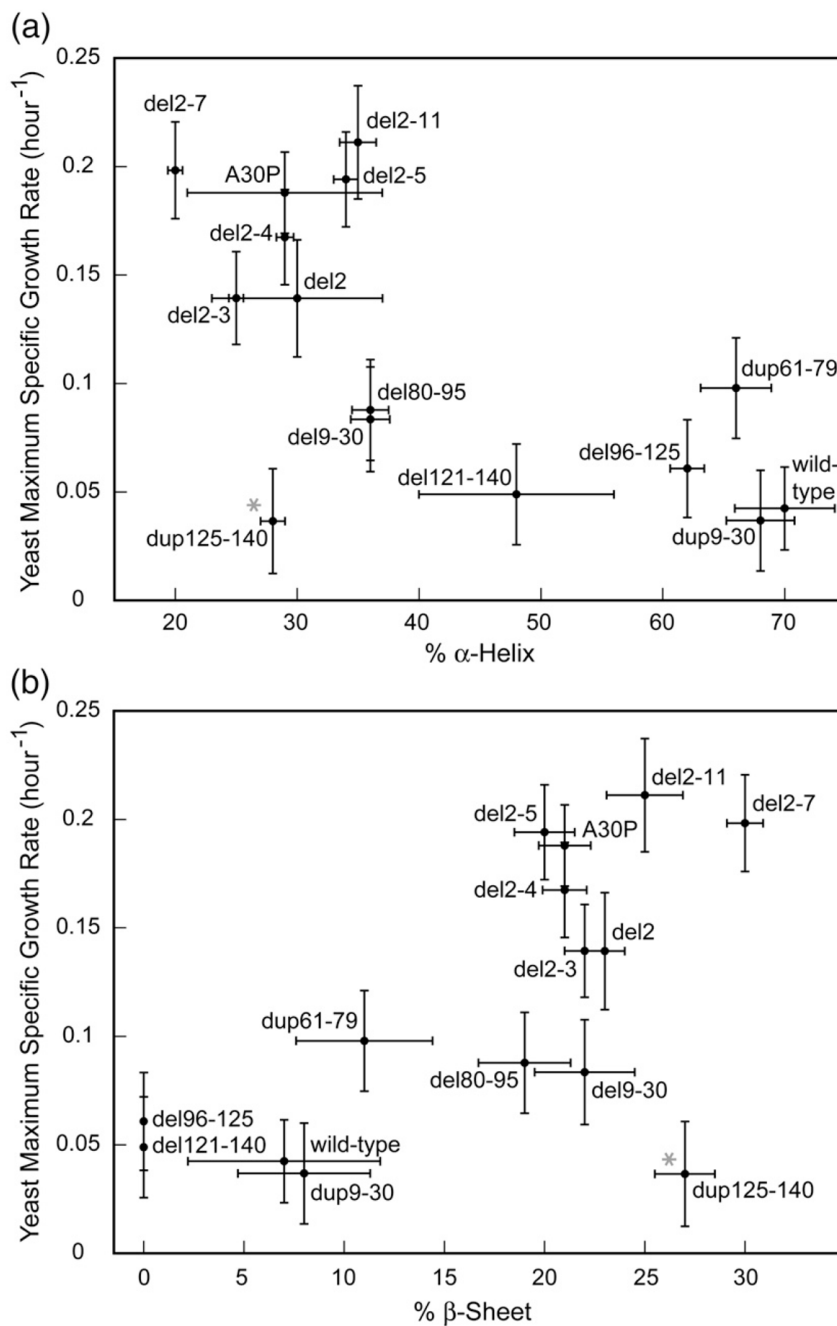 (a)
Yeast Maximum Specific Growth Rate (hour⁻¹)
0.25
0.2
0.15
0.1
0.05
0
del2-7
del2-11
A30P
del2-5
del2-4
del2
del2-3
del80-95
dup61-79
del9-30
del96-125
del121-140
wild-
type
*
dup125-140
dup9-30
20
30
40
50
60
70
% α-Helix
(b)
Yeast Maximum Specific Growth Rate (hour⁻¹)
0.25
0.2
0.15
0.1
0.05
0
del2-11
del2-7
del2-5
A30P
del2-4
del2
del2-3
dup61-79
del80-95
del9-30
del96-125
del121-140
wild-type
dup9-30
*
dup125-140
0
5
10
15
20
25
30
% β-Sheet